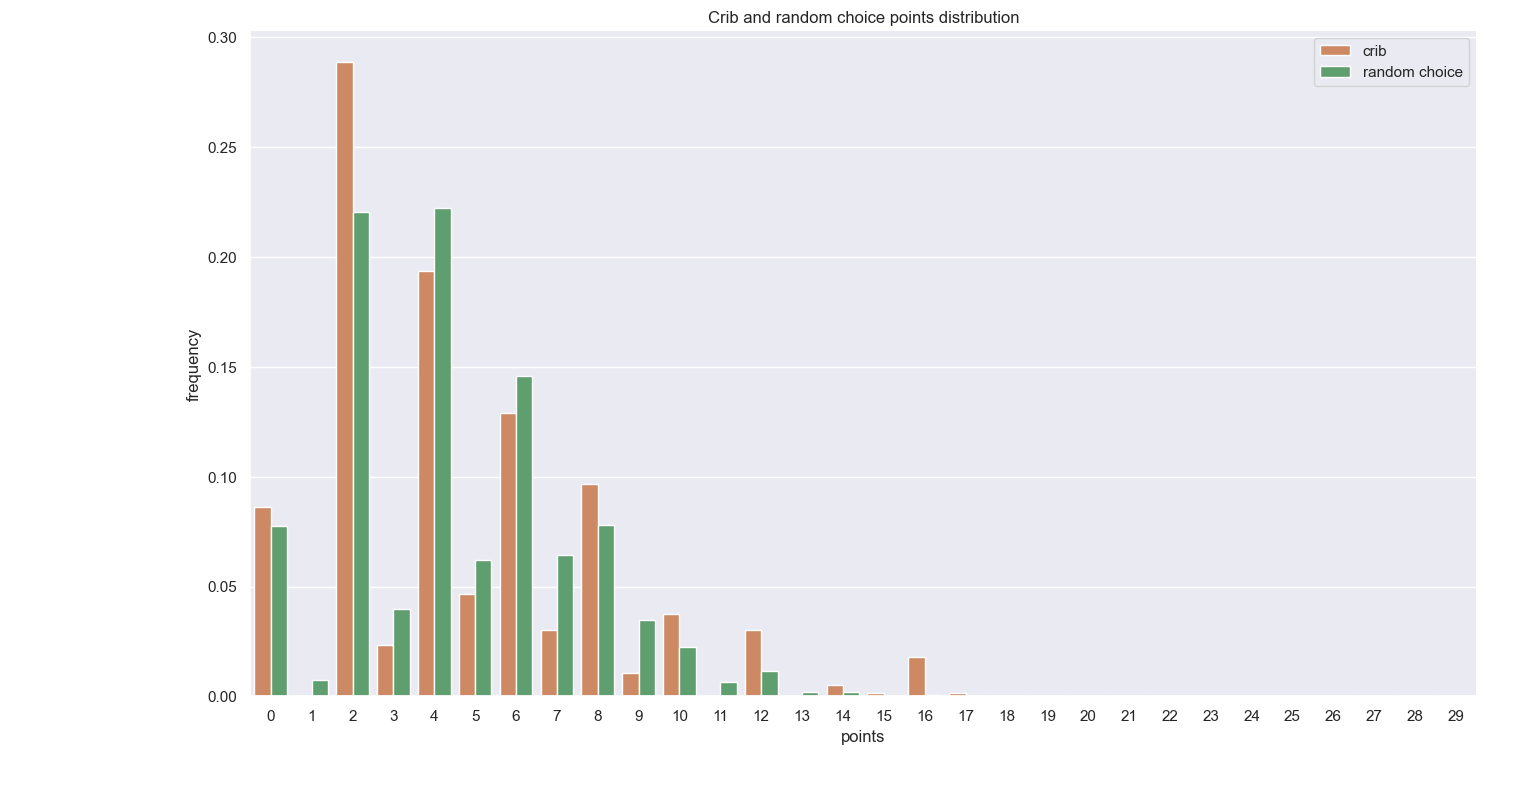 Crib and random choice points distribution
crib
random choice
0.30
0.25
0.20
0.15
0.10
0.05
0.00
frequency
0 1 2 3 4 5 6 7 8 9 10 11 12 13 14 15 16 17 18 19 20 21 22 23 24 25 26 27 28 29
points